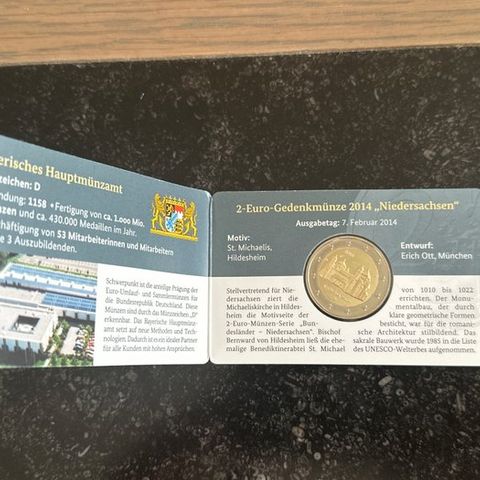 erisches Hauptmünzamt
zeichen: D
ndung: 1158 • Fertigung von ca. 1.000 Mio.
nzen und ca. 430.000 Medaillen im Jahr.
häftigung von 53 Mitarbeiterinnen und Mitarbeitern
e 3 Auszubildenden.
Schwerpunkt ist die anteilige Prägung der
Euro-Umlauf- und Sammlermünzen für
die Bundesrepublik Deutschland. Diese
Münzen sind durch das Münzzeichen „D“
erkennbar. Das Bayerische Hauptmünz-
amt setzt auf neue Methoden und Tech-
nologien. Dadurch ist er ein idealer Partner
für alle Kunden mit hohen Ansprüchen.
2-Euro-Gedenkmünze 2014 „Niedersachsen“
Ausgabetag: 7. Februar 2014
Motiv:
St. Michaelis,
Hildesheim
Entwurf:
Erich Ott, München
Stellvertretend für Nie-
dersachsen ziert die
Michaeliskirche in Hildes-
heim die Motivseite der
2-Euro-Münzen-Serie „Bun-
desländer – Niedersachsen“. Bischof
Bernward von Hildesheim ließ die ehe-
malige Benediktinerabtei St. Michael
von 1010 bis 1022
errichten. Der Monu-
mentalbau, der durch
klare geometrische Formen
besticht, war für die romani-
sche Architektur stilbildend. Das
sakrale Bauwerk wurde 1985 in die Liste
des UNESCO-Welterbes aufgenommen.